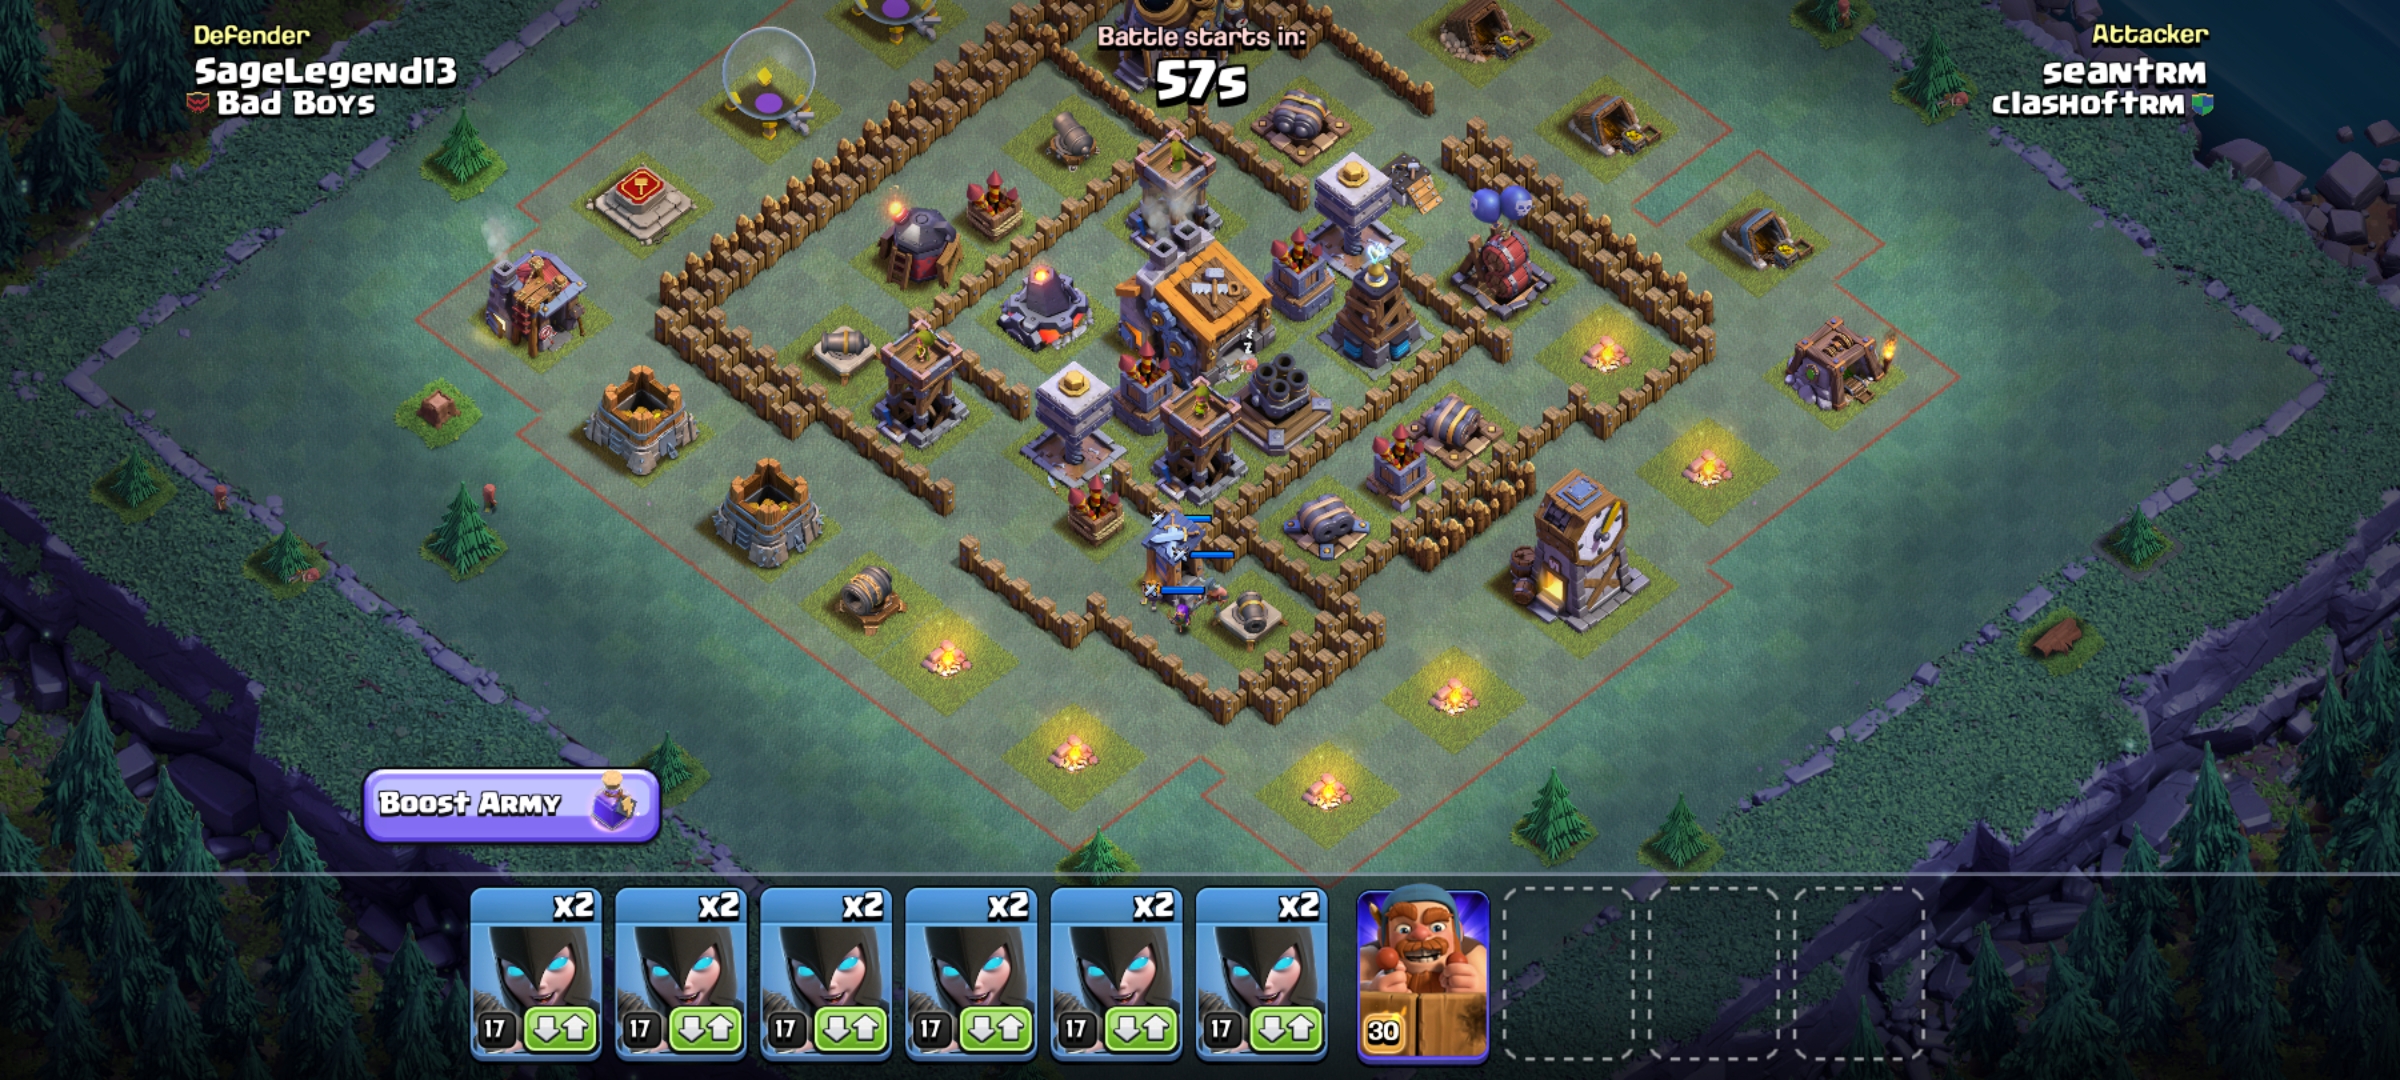 Defender
SageLegend13
Bad Boys
Battle starts in:
57s
Attacker
seantRM
clashoftRM
z
z
Boost Army
x2
x2
x2
x2
x2
x2
17
17
17
17
17
17
30